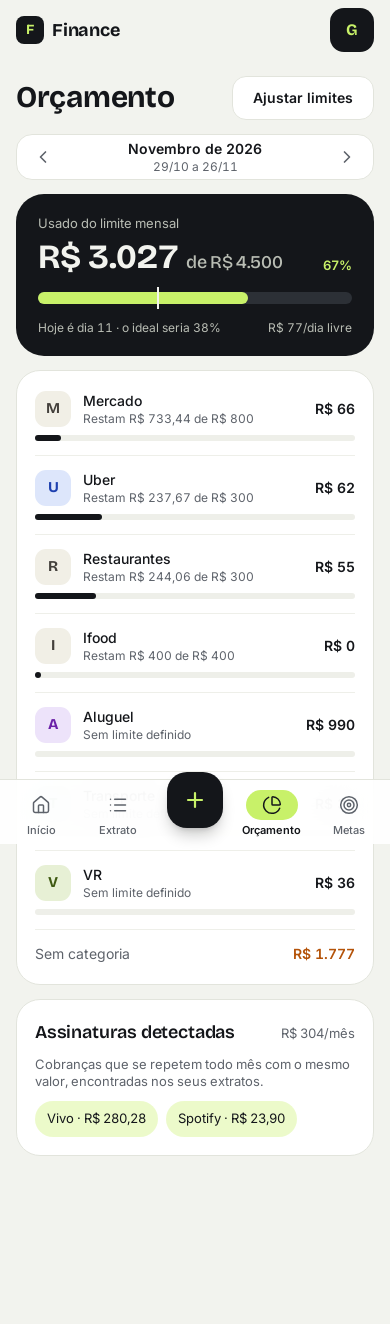 F Finance
G
Orçamento
Ajustar limites
Novembro de 2026
29/10 a 26/11
Usado do limite mensal
R$ 3.027 de R$ 4.500
67%
Hoje é dia 11 · o ideal seria 38%
R$ 77/dia livre
M
Mercado
Restam R$ 733,44 de R$ 800
R$ 66
U
Uber
Restam R$ 237,67 de R$ 300
R$ 62
R
Restaurantes
Restam R$ 244,06 de R$ 300
R$ 55
I
Ifood
Restam R$ 400 de R$ 400
R$ 0
A
Aluguel
Sem limite definido
R$ 990
Início
Extrato
+
Orçamento
Metas
V
VR
Sem limite definido
R$ 36
Sem categoria
R$ 1.777
Assinaturas detectadas
R$ 304/mês
Cobranças que se repetem todo mês com o mesmo
valor, encontradas nos seus extratos.
Vivo · R$ 280,28
Spotify · R$ 23,90